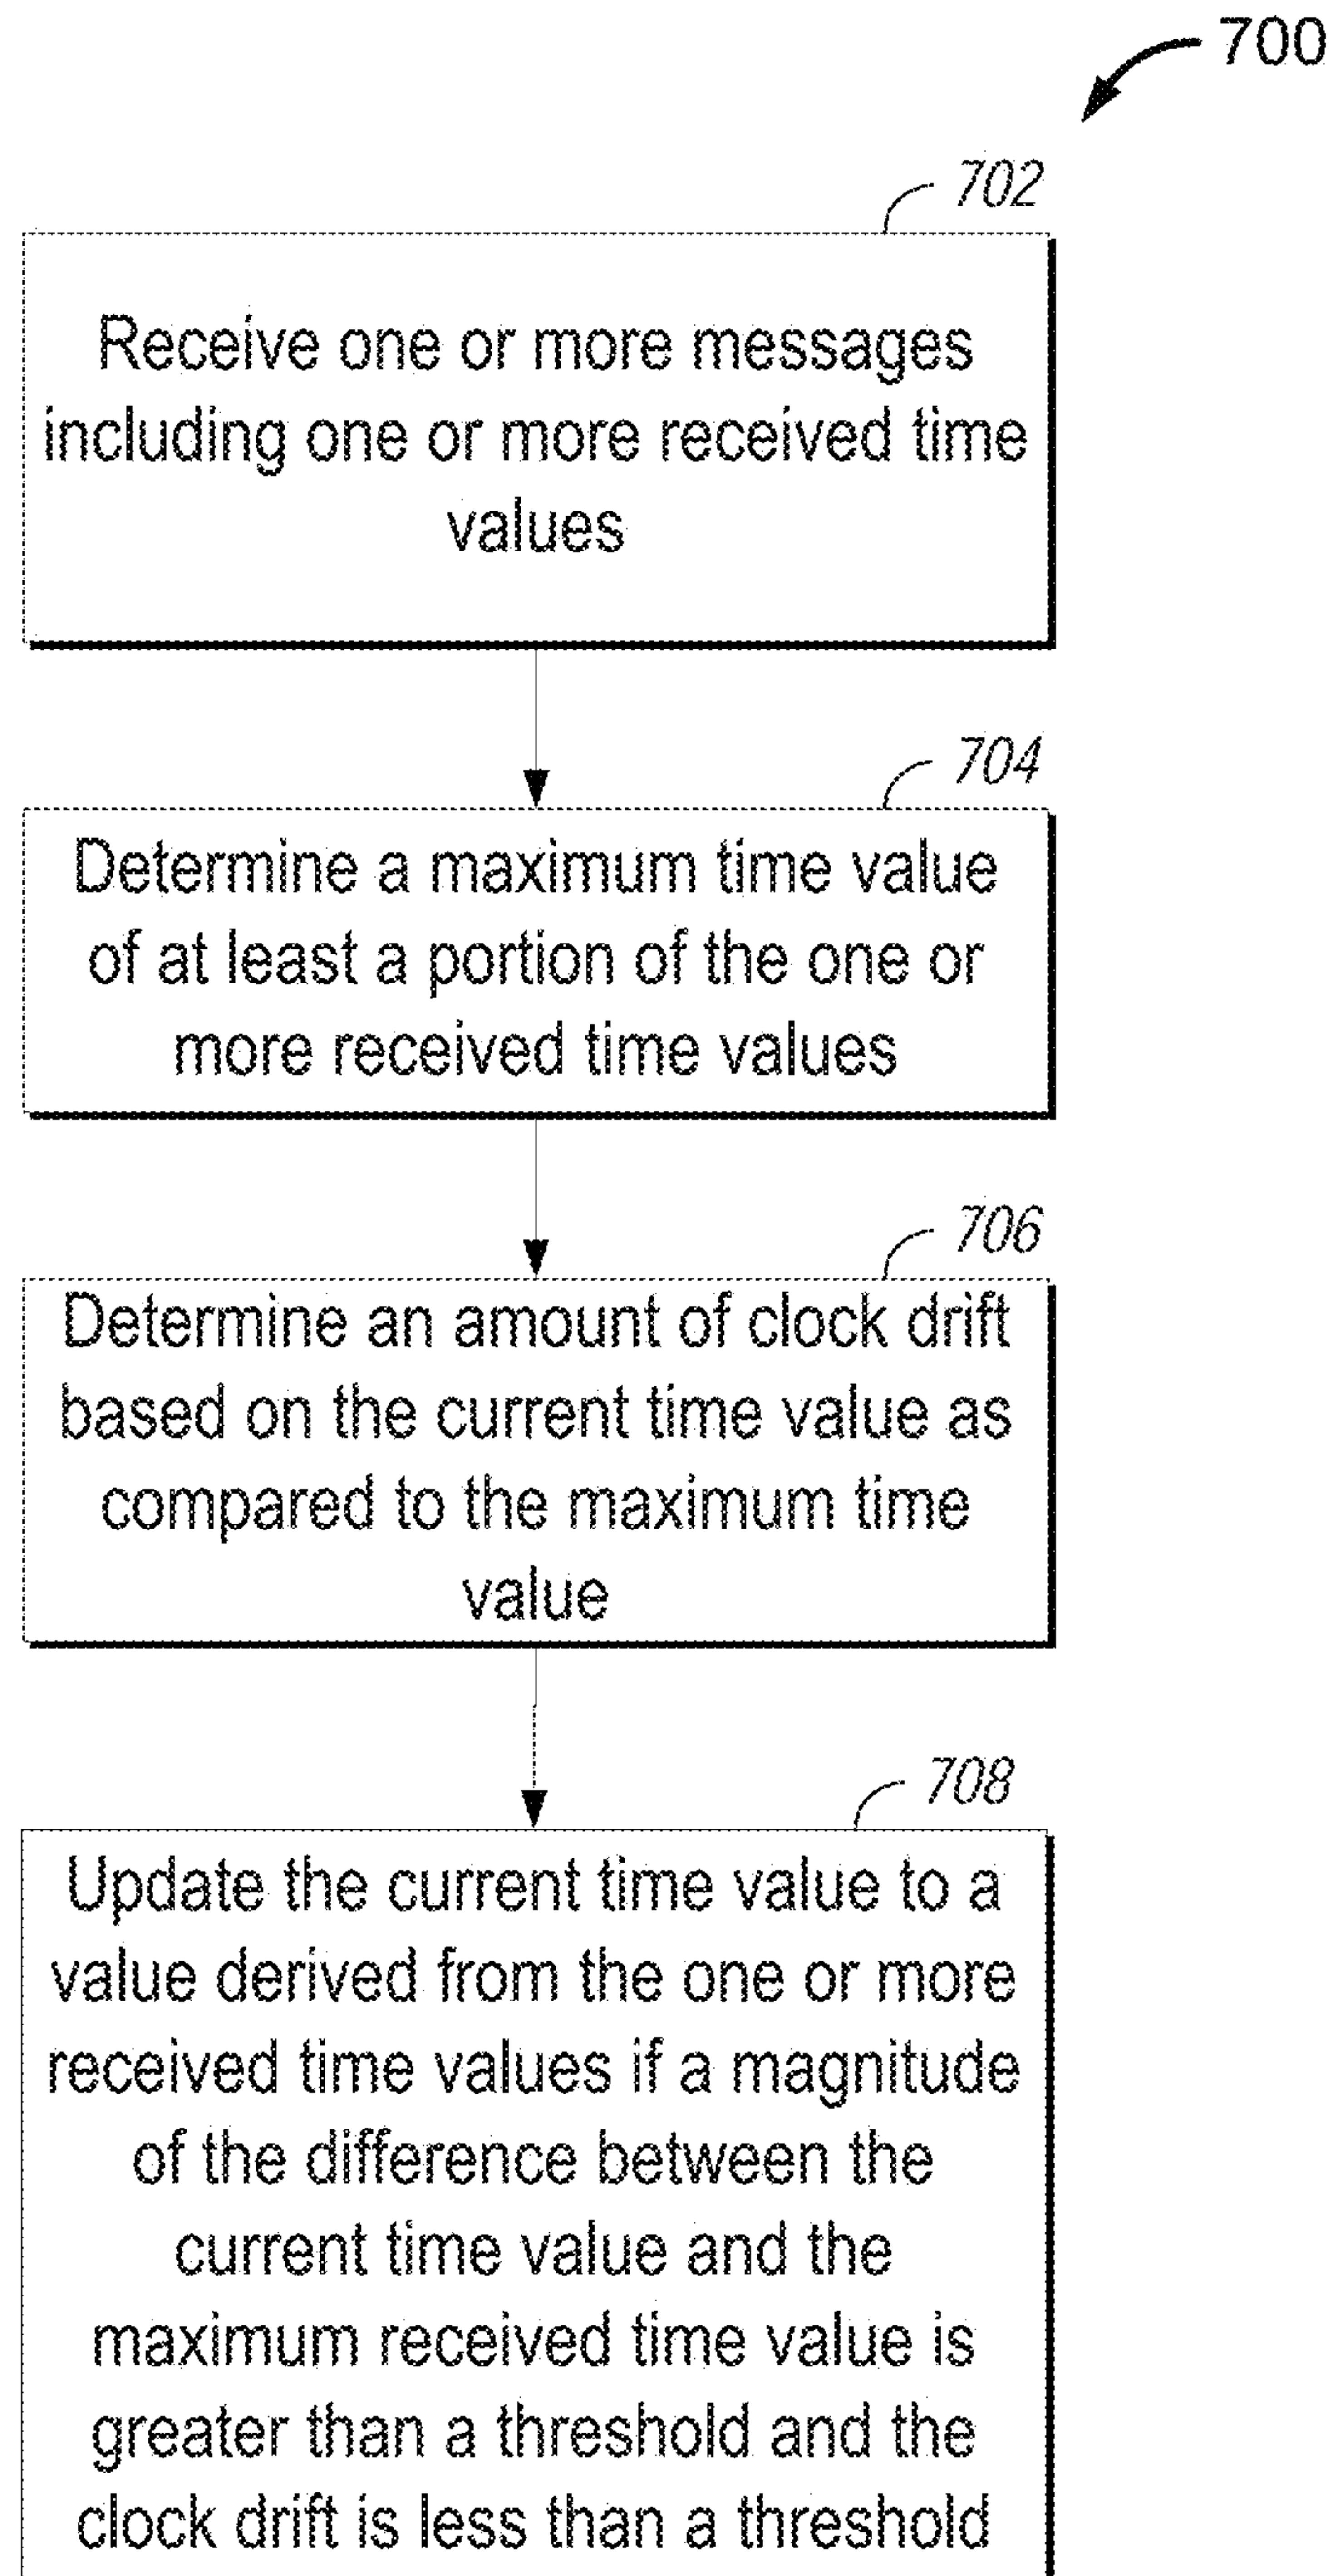 700
702
Receive one or more messages
including one or more received time
values
704
Determine a maximum time value
of at least a portion of the one or
more received time values
706
Determine an amount of clock drift
based on the current time value as
compared to the maximum time
value
708
Update the current time value to a
value derived from the one or more
received time values if a magnitude
of the difference between the
current time value and the
maximum received time value is
greater than a threshold and the
clock drift is less than a threshold